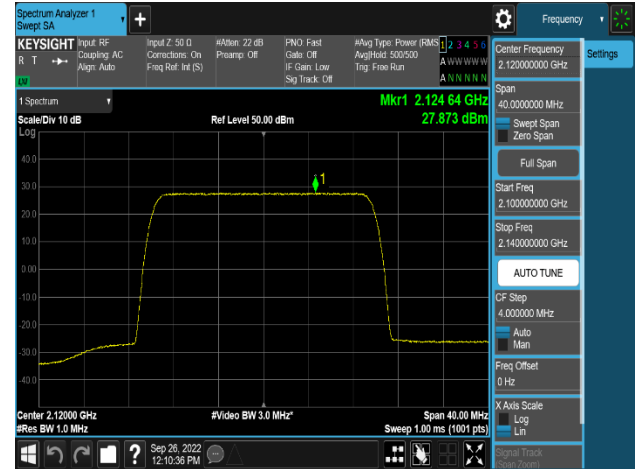 Spectrum Analyzer 1
Swept SA
Frequency
KEYSIGHT
R T
LXI
Input: RF
Coupling: AC
Align: Auto
Input Z: 50 Ω
Corrections: On
Freq Ref: Int (S)
#Atten: 22 dB
Preamp: Off
PNO: Fast
Gate: Off
IF Gain: Low
Sig Track: Off
#Avg Type: Power (RMS
Avg|Hold: 500/500
Trig: Free Run
1 2 3 4 5 6
A W W W W W
A N N N N N
1 Spectrum
Scale/Div 10 dB
Ref Level 50.00 dBm
Mkr1 2.124 64 GHz
27.873 dBm
Log
40.0
30.0
20.0
10.0
0.00
-10.0
-20.0
-30.0
-40.0
1
Center 2.12000 GHz
#Res BW 1.0 MHz
#Video BW 3.0 MHz*
Span 40.00 MHz
Sweep 1.00 ms (1001 pts)
Sep 26, 2022
12:10:36 PM
?
Center Frequency
2.120000000 GHz
Settings
Span
40.0000000 MHz
Swept Span
Zero Span
Full Span
Start Freq
2.100000000 GHz
Stop Freq
2.140000000 GHz
AUTO TUNE
CF Step
4.000000 MHz
Auto
Man
Freq Offset
0 Hz
X Axis Scale
Log
Lin
Signal Track
(Span Zoom)